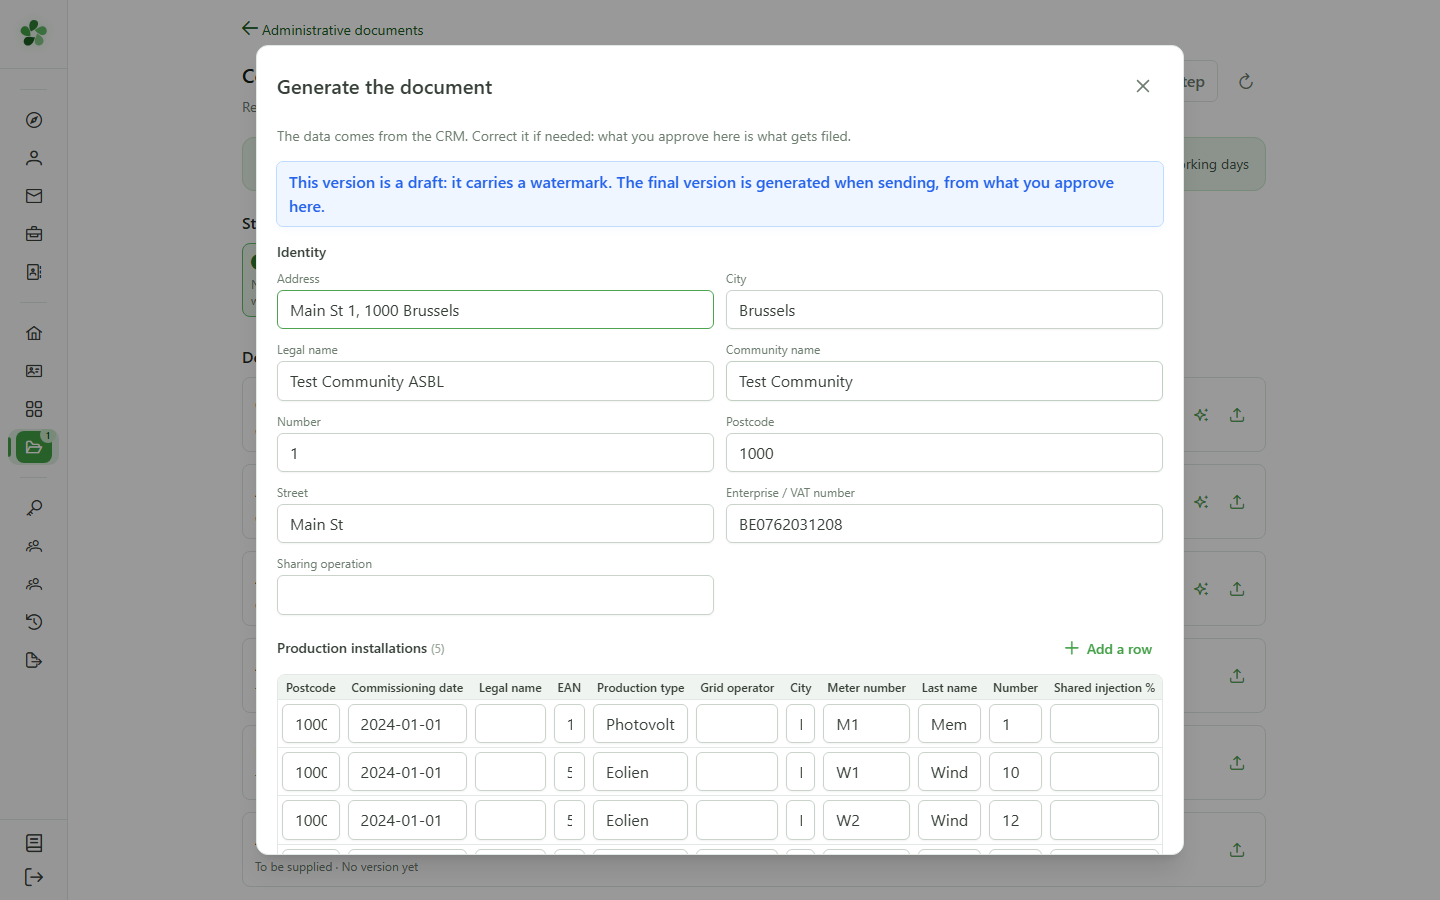 Administrative documents
Generate the document
tep
The data comes from the CRM. Correct it if needed: what you approve here is what gets filed.
rking days
This version is a draft: it carries a watermark. The final version is generated when sending, from what you approve
here.
Identity
Address
City
Main St 1, 1000 Brussels
Brussels
Legal name
Community name
Test Community ASBL
Test Community
Number
Postcode
1
1000
Street
Enterprise / VAT number
Main St
BE0762031208
Sharing operation
Production installations (5)
Add a row
Postcode Commissioning date Legal name EAN Production type Grid operator City Meter number Last name Number Shared injection %
1000 2024-01-01 1 Photovolt M1 Mem 1
1000 2024-01-01 5 Eolien W1 Wind 10
1000 2024-01-01 5 Eolien W2 Wind 12
To be supplied · No version yet
1